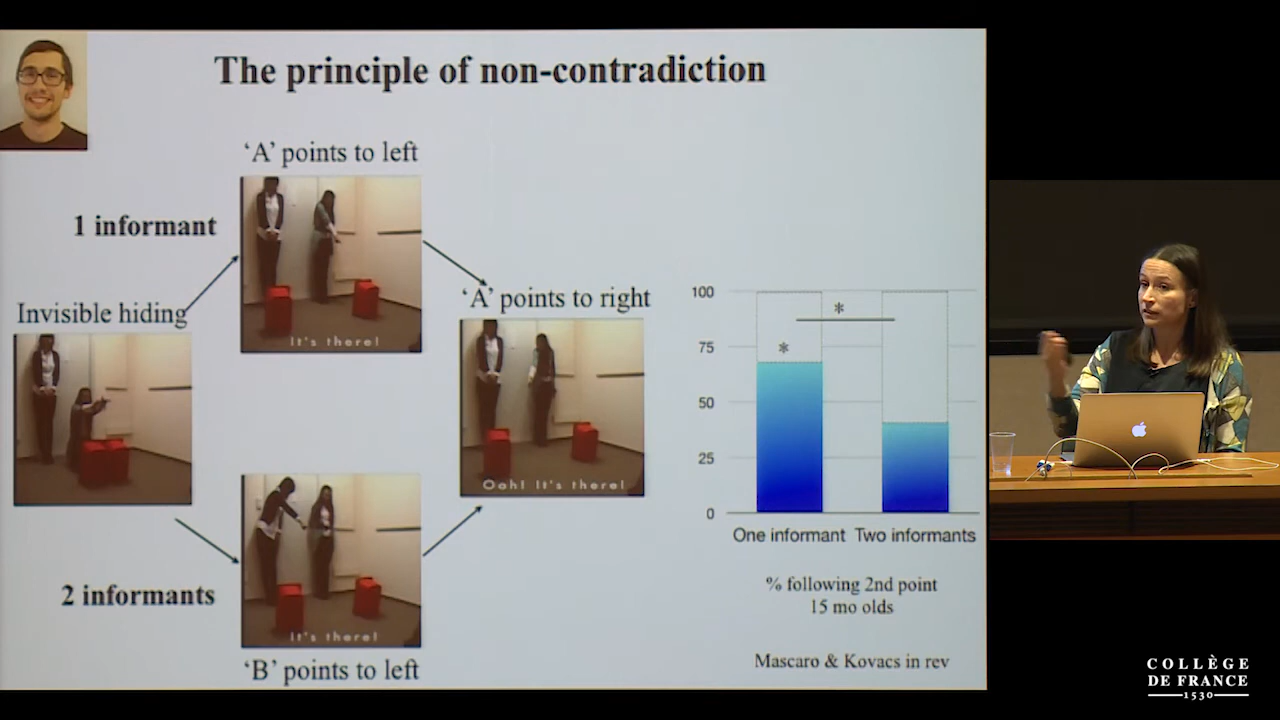 The principle of non-contradiction
'A' points to left
1 informant
Invisible hiding
It's there!
'A' points to right
Ooh! It's there!
2 informants
It's there!
'B' points to left
100
75
50
25
0
*
*
One informant Two informants
% following 2nd point
15 mo olds
Mascaro & Kovacs in rev
COLLÈGE
DE FRANCE
1530